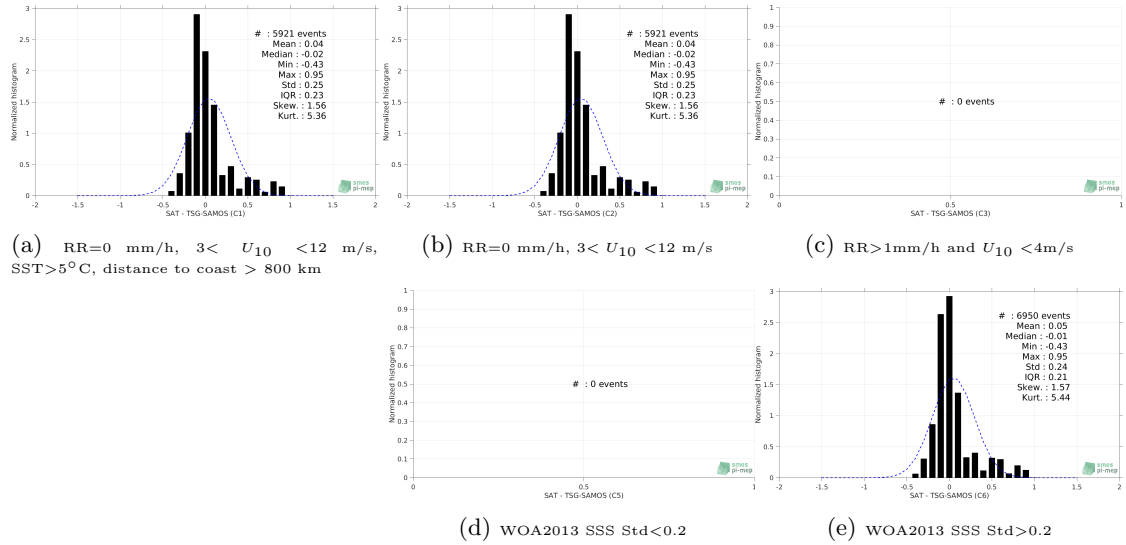 3
2.5
2
1.5
1
0.5
0
-2
-1.5
-1
-0.5
0
0.5
1
1.5
2
Normalized histogram
SAT - TSG-SAMOS (C1)
# : 5921 events
Mean : 0.04
Median : -0.02
Min : -0.43
Max : 0.95
Std : 0.25
IQR : 0.23
Skew. : 1.56
Kurt. : 5.36
smos
pi-mep
(a) RR=0 mm/h, 3< U10 <12 m/s,
SST>5°C, distance to coast > 800 km
3
2.5
2
1.5
1
0.5
0
-2
-1.5
-1
-0.5
0
0.5
1
1.5
2
Normalized histogram
SAT - TSG-SAMOS (C2)
# : 5921 events
Mean : 0.04
Median : -0.02
Min : -0.43
Max : 0.95
Std : 0.25
IQR : 0.23
Skew. : 1.56
Kurt. : 5.36
smos
pi-mep
(b) RR=0 mm/h, 3< U10 <12 m/s
1
0.9
0.8
0.7
0.6
0.5
0.4
0.3
0.2
0.1
0
0
0.5
1
Normalized histogram
SAT - TSG-SAMOS (C3)
# : 0 events
smos
pi-mep
(c) RR>1mm/h and U10 <4m/s
1
0.9
0.8
0.7
0.6
0.5
0.4
0.3
0.2
0.1
0
0
0.5
1
Normalized histogram
SAT - TSG-SAMOS (C5)
# : 0 events
smos
pi-mep
(d) WOA2013 SSS Std<0.2
3
2.5
2
1.5
1
0.5
0
-2
-1.5
-1
-0.5
0
0.5
1
1.5
2
Normalized histogram
SAT - TSG-SAMOS (C6)
# : 6950 events
Mean : 0.05
Median : -0.01
Min : -0.43
Max : 0.95
Std : 0.24
IQR : 0.21
Skew. : 1.57
Kurt. : 5.44
smos
pi-mep
(e) WOA2013 SSS Std>0.2